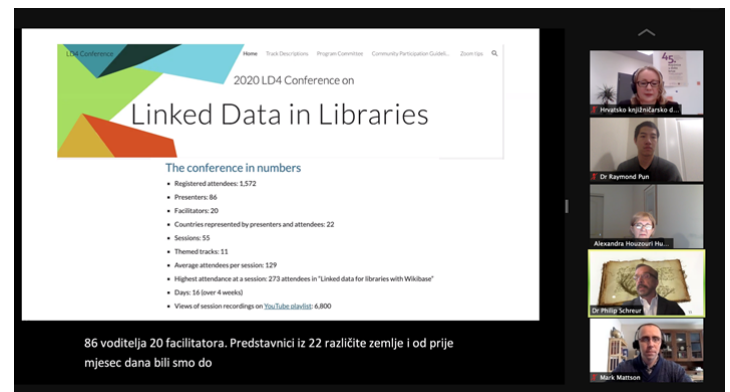 LD4 Conference
Home Track Descriptions Program Committee Community Participation Guideli... Zoom tips
2020 LD4 Conference on
Linked Data in Libraries
The conference in numbers
• Registered attendees: 1,572
• Presenters: 86
• Facilitators: 20
• Countries represented by presenters and attendees: 22
• Sessions: 55
• Themed tracks: 11
• Average attendees per session: 129
• Highest attendance at a session: 273 attendees in "Linked data for libraries with Wikibase"
• Days: 16 (over 4 weeks)
• Views of session recordings on YouTube playlist: 6,800
86 voditelja 20 facilitatora. Predstavnici iz 22 različite zemlje i od prije
mjesec dana bili smo do
45
Hrvatsko knjižničarsko d...
Dr Raymond Pun
Alexandra Houzouri Hu...
Dr Philip Schreur
Mark Mattson